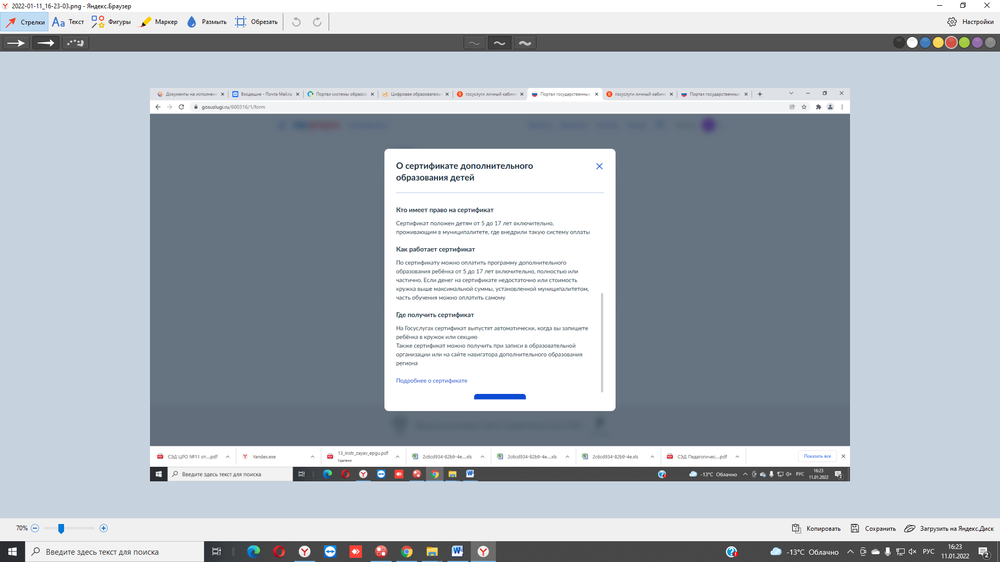 2022-01-11_16-23-03.png - Яндекс.Браузер
Стрелки
Текст
Фигуры
Маркер
Размыть
Обрезать
Настройки
Документы на исполнени
Входящие - Почта Mail.ru
Портал системы образов
Цифровая образователь
госуслуги личный кабине
Портал государственных
госуслуги личный кабине
Портал государственных
gosuslugi.ru/600316/1/form
О сертификате дополнительного
образования детей
Кто имеет право на сертификат
Сертификат положен детям от 5 до 17 лет включительно,
проживающим в муниципалитете, где внедрили такую систему оплаты
Как работает сертификат
По сертификату можно оплатить программу дополнительного
образования ребёнка от 5 до 17 лет включительно, полностью или
частично. Если денег на сертификате недостаточно или стоимость
кружка выше максимальной суммы, установленной муниципалитетом,
часть обучения можно оплатить самому
Где получить сертификат
На Госуслугах сертификат выпустят автоматически, когда вы запишете
ребёнка в кружок или секцию
Также сертификат можно получить при записи в образовательной
организации или на сайте навигатора дополнительного образования
региона
Подробнее о сертификате
СЭД ЦРО №11 от....pdf
Yandex.exe
13_instr_zayav_epgu.pdf
Удалено
2c6cd934-82b9-4e....xls
2c6cd934-82b9-4e....xls
2c6cd934-82b9-4e.xls
СЭД Педагогичес....pdf
Показать все
Введите здесь текст для поиска
-13°C Облачно
РУС
16:23
11.01.2022
2
70%
Копировать
Сохранить
Загрузить на Яндекс.Диск
Введите здесь текст для поиска
-13°C Облачно
РУС
16:23
11.01.2022
2